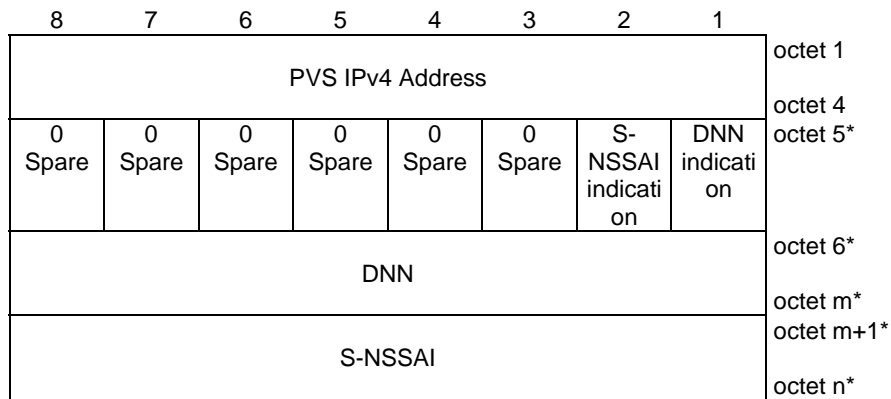 8 7 6 5 4 3 2 1
octet 1
PVS IPv4 Address
octet 4
0 0 0 0 0 0 S- DNN octet 5*
Spare Spare Spare Spare Spare Spare NSSAI indicati
indicati on
on
octet 6*
DNN
octet m*
octet m+1*
S-NSSAI
octet n*